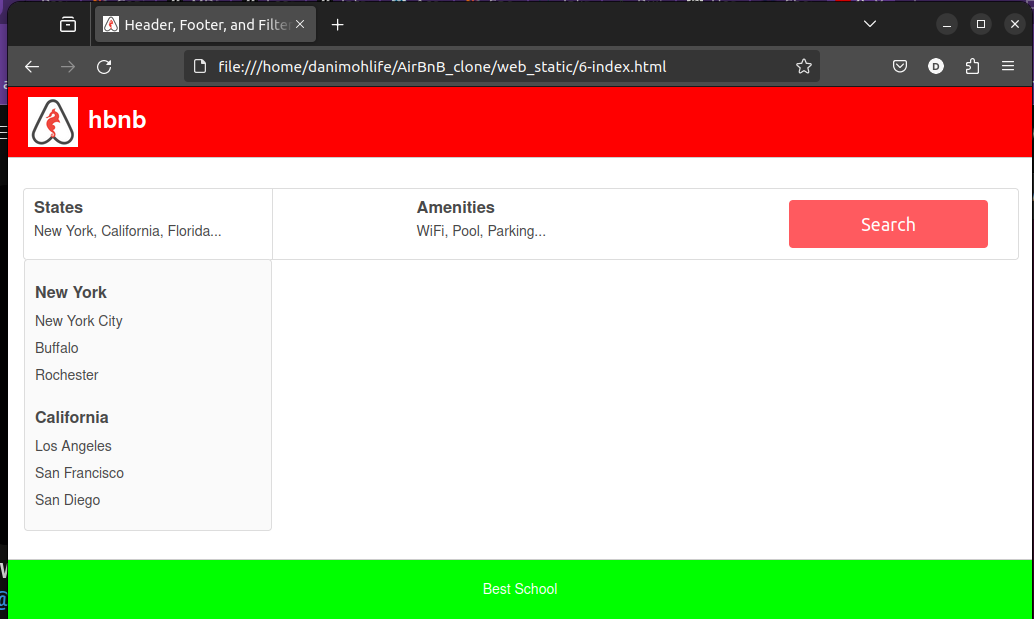 Header, Footer, and Filter
file:///home/danimohlife/AirBnB_clone/web_static/6-index.html
D
hbnb
States
New York, California, Florida...
Amenities
WiFi, Pool, Parking...
Search
New York
New York City
Buffalo
Rochester
California
Los Angeles
San Francisco
San Diego
Best School